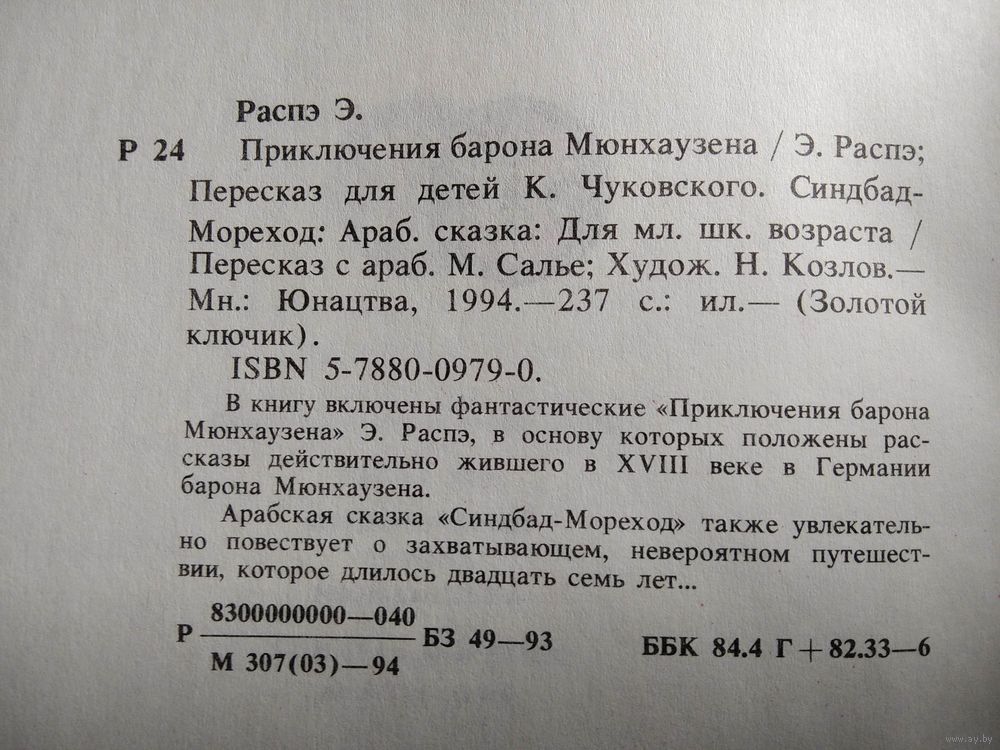 Распэ Э.
Р 24 Приключения барона Мюнхаузена / Э. Распэ;
Пересказ для детей К. Чуковского. Синдбад-
Мореход: Араб. сказка: Для мл. шк. возраста /
Пересказ с араб. М. Салье; Худож. Н. Козлов.—
Мн.: Юнацтва, 1994.—237 с.: ил.— (Золотой
ключик).
ISBN 5-7880-0979-0.
В книгу включены фантастические «Приключения барона
Мюнхаузена» Э. Распэ, в основу которых положены рас-
сказы действительно жившего в XVIII веке в Германии
барона Мюнхаузена.
Арабская сказка «Синдбад-Мореход» также увлекатель-
но повествует о захватывающем, невероятном путешест-
вии, которое длилось двадцать семь лет...
8300000000—040
Р БЗ 49—93 ББК 84.4 Г+82.33—6
М 307(03)—94
www.ay.by